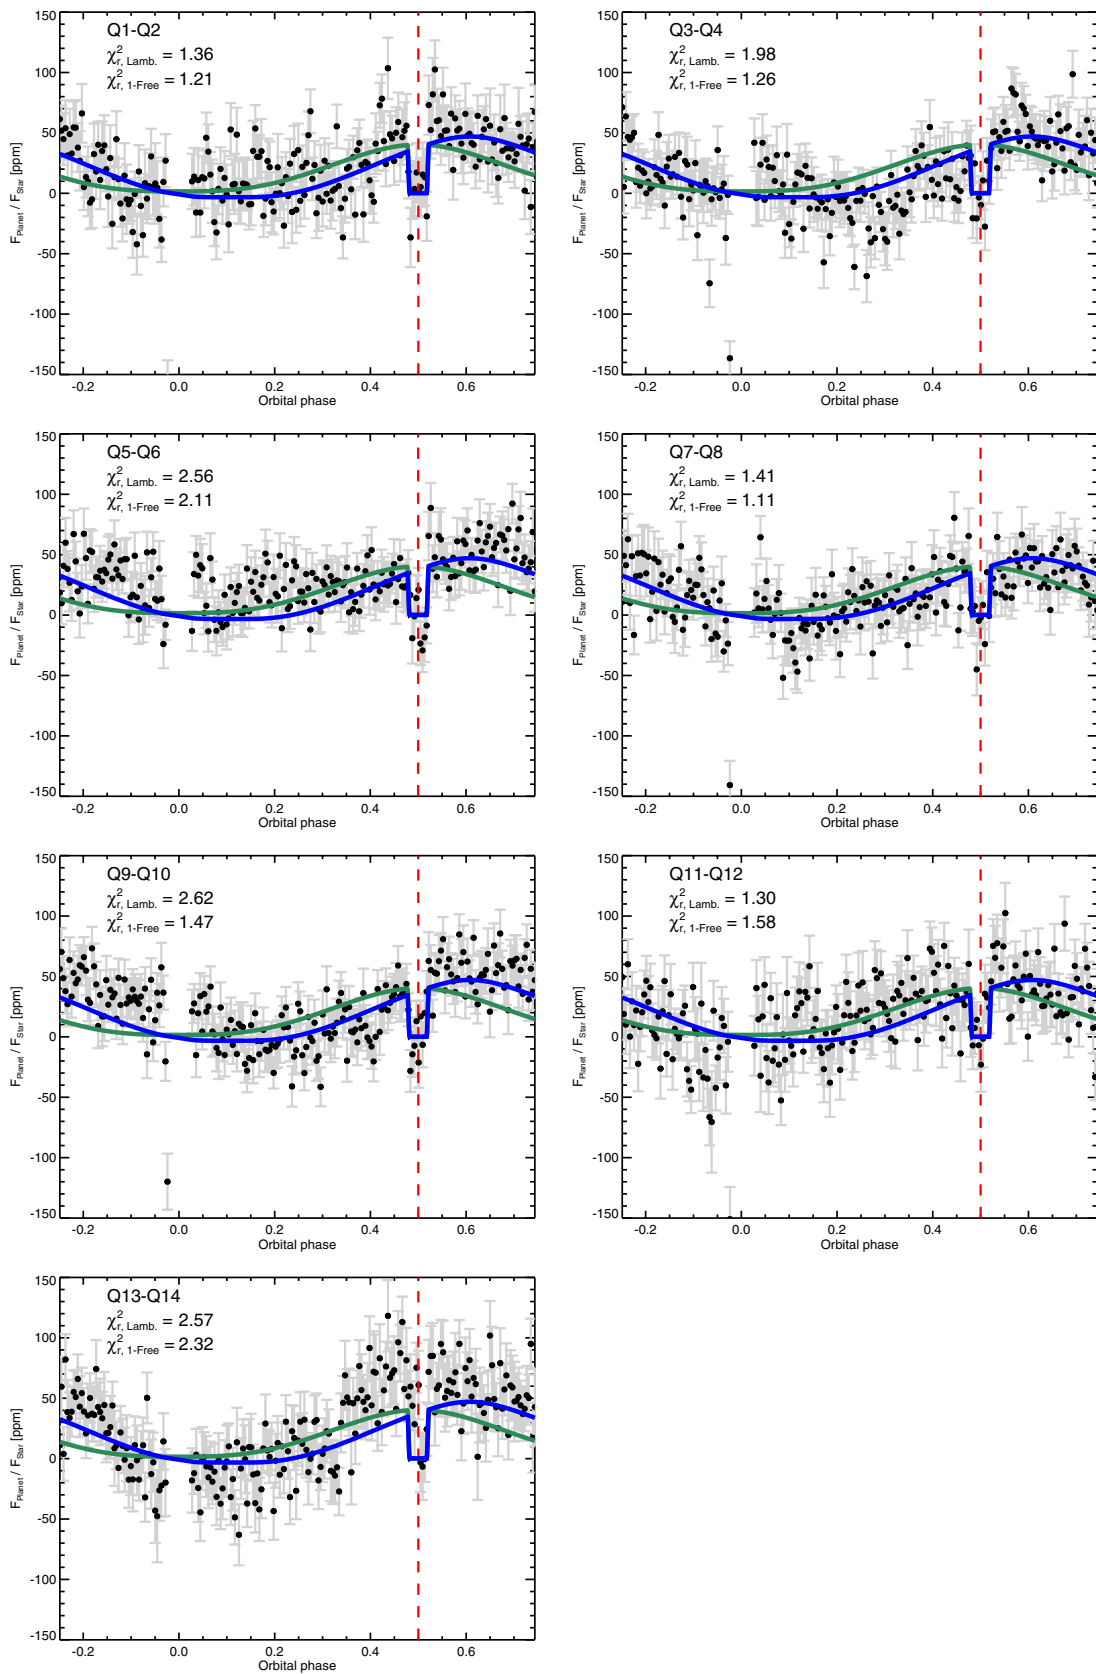 Q1-Q2
χ²r, Lamb. = 1.36
χ²r, 1-Free = 1.21
150
100
50
0
-50
-100
-150
FPlanet / FStar [ppm]
-0.2 0.0 0.2 0.4 0.6
Orbital phase
Q3-Q4
χ²r, Lamb. = 1.98
χ²r, 1-Free = 1.26
150
100
50
0
-50
-100
-150
FPlanet / FStar [ppm]
-0.2 0.0 0.2 0.4 0.6
Orbital phase
Q5-Q6
χ²r, Lamb. = 2.56
χ²r, 1-Free = 2.11
150
100
50
0
-50
-100
-150
FPlanet / FStar [ppm]
-0.2 0.0 0.2 0.4 0.6
Orbital phase
Q7-Q8
χ²r, Lamb. = 1.41
χ²r, 1-Free = 1.11
150
100
50
0
-50
-100
-150
FPlanet / FStar [ppm]
-0.2 0.0 0.2 0.4 0.6
Orbital phase
Q9-Q10
χ²r, Lamb. = 2.62
χ²r, 1-Free = 1.47
150
100
50
0
-50
-100
-150
FPlanet / FStar [ppm]
-0.2 0.0 0.2 0.4 0.6
Orbital phase
Q11-Q12
χ²r, Lamb. = 1.30
χ²r, 1-Free = 1.58
150
100
50
0
-50
-100
-150
FPlanet / FStar [ppm]
-0.2 0.0 0.2 0.4 0.6
Orbital phase
Q13-Q14
χ²r, Lamb. = 2.57
χ²r, 1-Free = 2.32
150
100
50
0
-50
-100
-150
FPlanet / FStar [ppm]
-0.2 0.0 0.2 0.4 0.6
Orbital phase